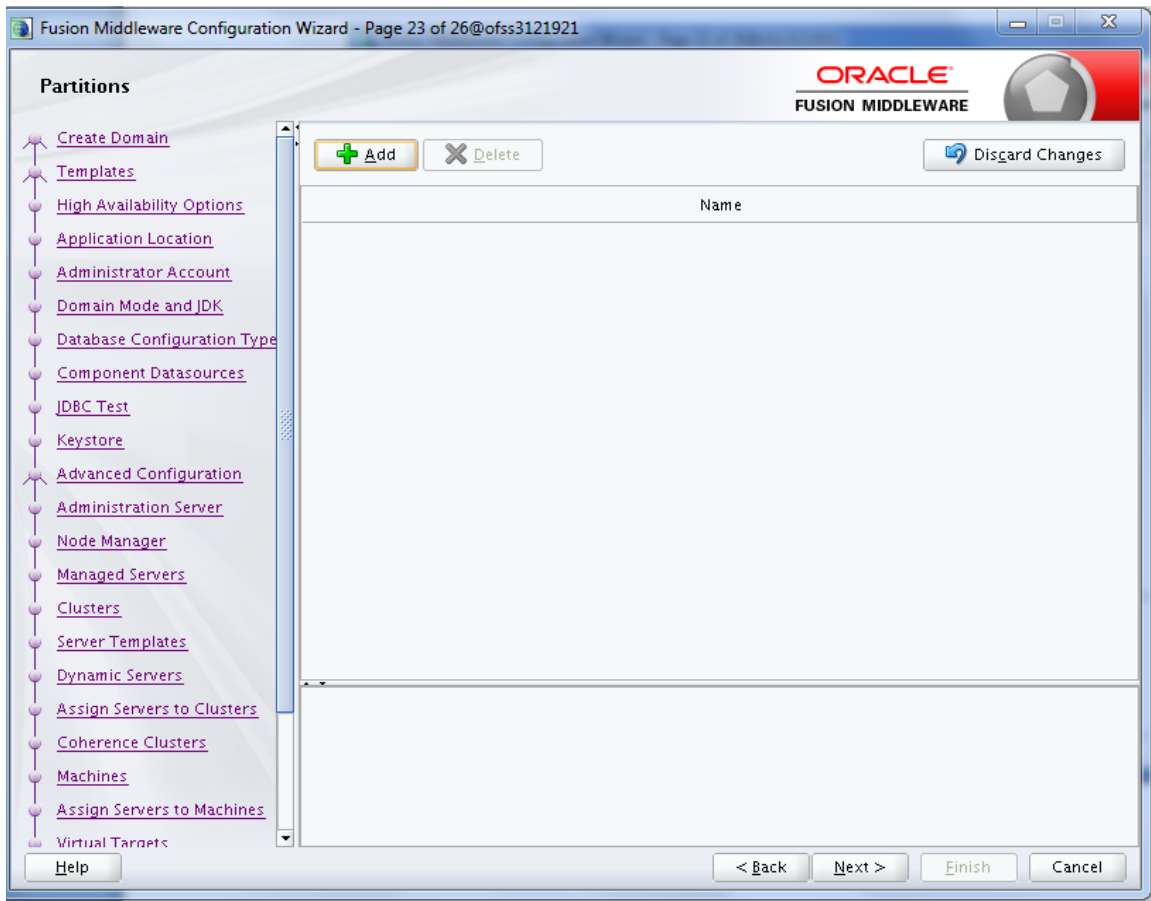 Fusion Middleware Configuration Wizard - Page 23 of 26@ofss3121921
Partitions
ORACLE
FUSION MIDDLEWARE
Create Domain
Templates
High Availability Options
Application Location
Administrator Account
Domain Mode and JDK
Database Configuration Type
Component Datasources
JDBC Test
Keystore
Advanced Configuration
Administration Server
Node Manager
Managed Servers
Clusters
Server Templates
Dynamic Servers
Assign Servers to Clusters
Coherence Clusters
Machines
Assign Servers to Machines
Virtual Targets
Add Delete Discard Changes
Name
Help < Back Next > Finish Cancel